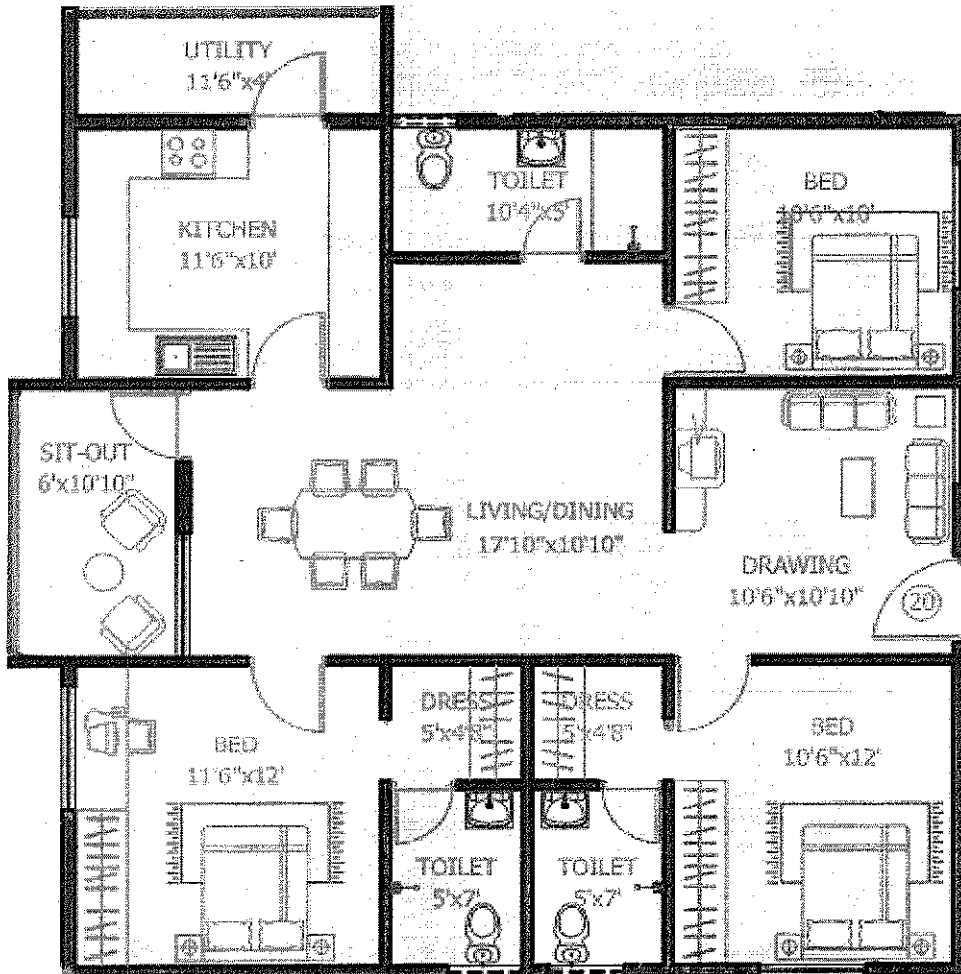 UTILITY
11'6"x4'
KITCHEN
11'6"x10'
TOILET
10'4"x5'
BED
10'6"x10'
SIT-OUT
6'x10'10"
LIVING/DINING
17'10"x10'10"
DRAWING
10'6"x10'10"
20
BED
11'6"x12'
DRESS
5'x4'8"
DRESS
5'x4'8"
BED
10'6"x12'
TOILET
5'x7'
TOILET
5'x7'